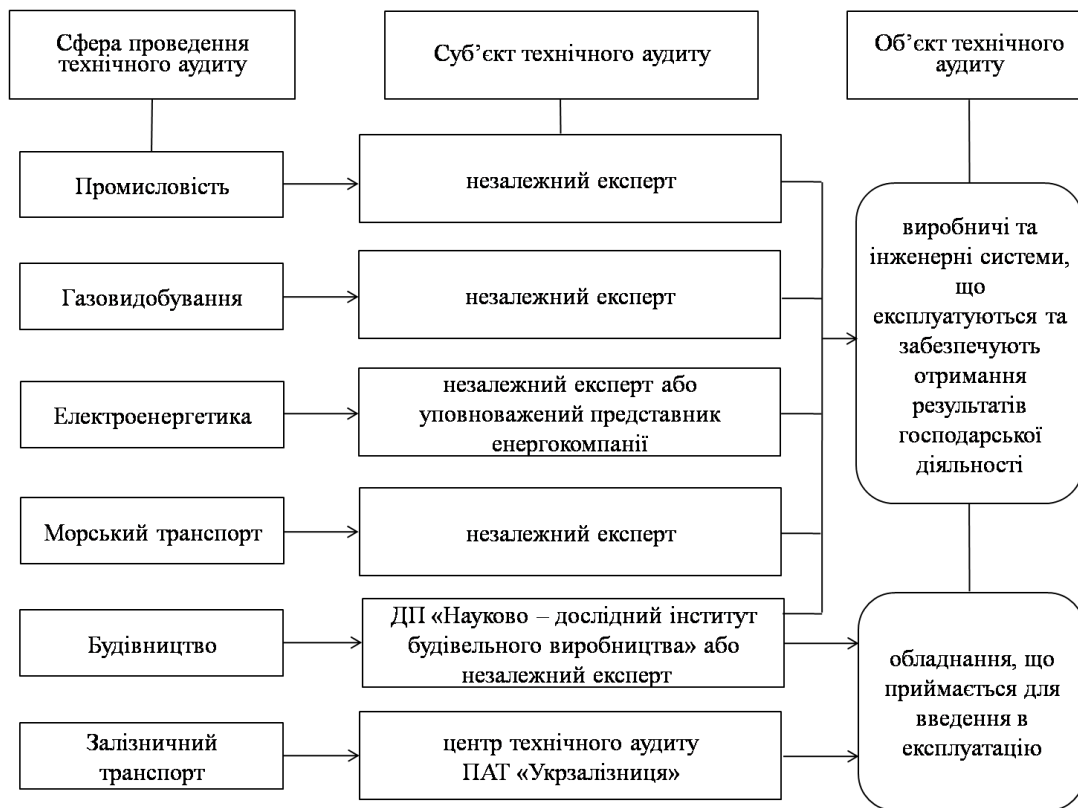 Сфера проведення
технічного аудиту
Суб’єкт технічного аудиту
Об’єкт технічного
аудиту
Промисловість
незалежний експерт
Газовидобування
незалежний експерт
Електроенергетика
незалежний експерт або
уповноважений представник
енергокомпанії
Морський транспорт
незалежний експерт
Будівництво
ДП «Науково – дослідний інститут
будівельного виробництва» або
незалежний експерт
Залізничний
транспорт
центр технічного аудиту
ПАТ «Укрзалізниця»
виробничі та
інженерні системи,
що
експлуатуються та
забезпечують
отримання
результатів
господарської
діяльності
обладнання, що
приймається для
введення в
експлуатацію